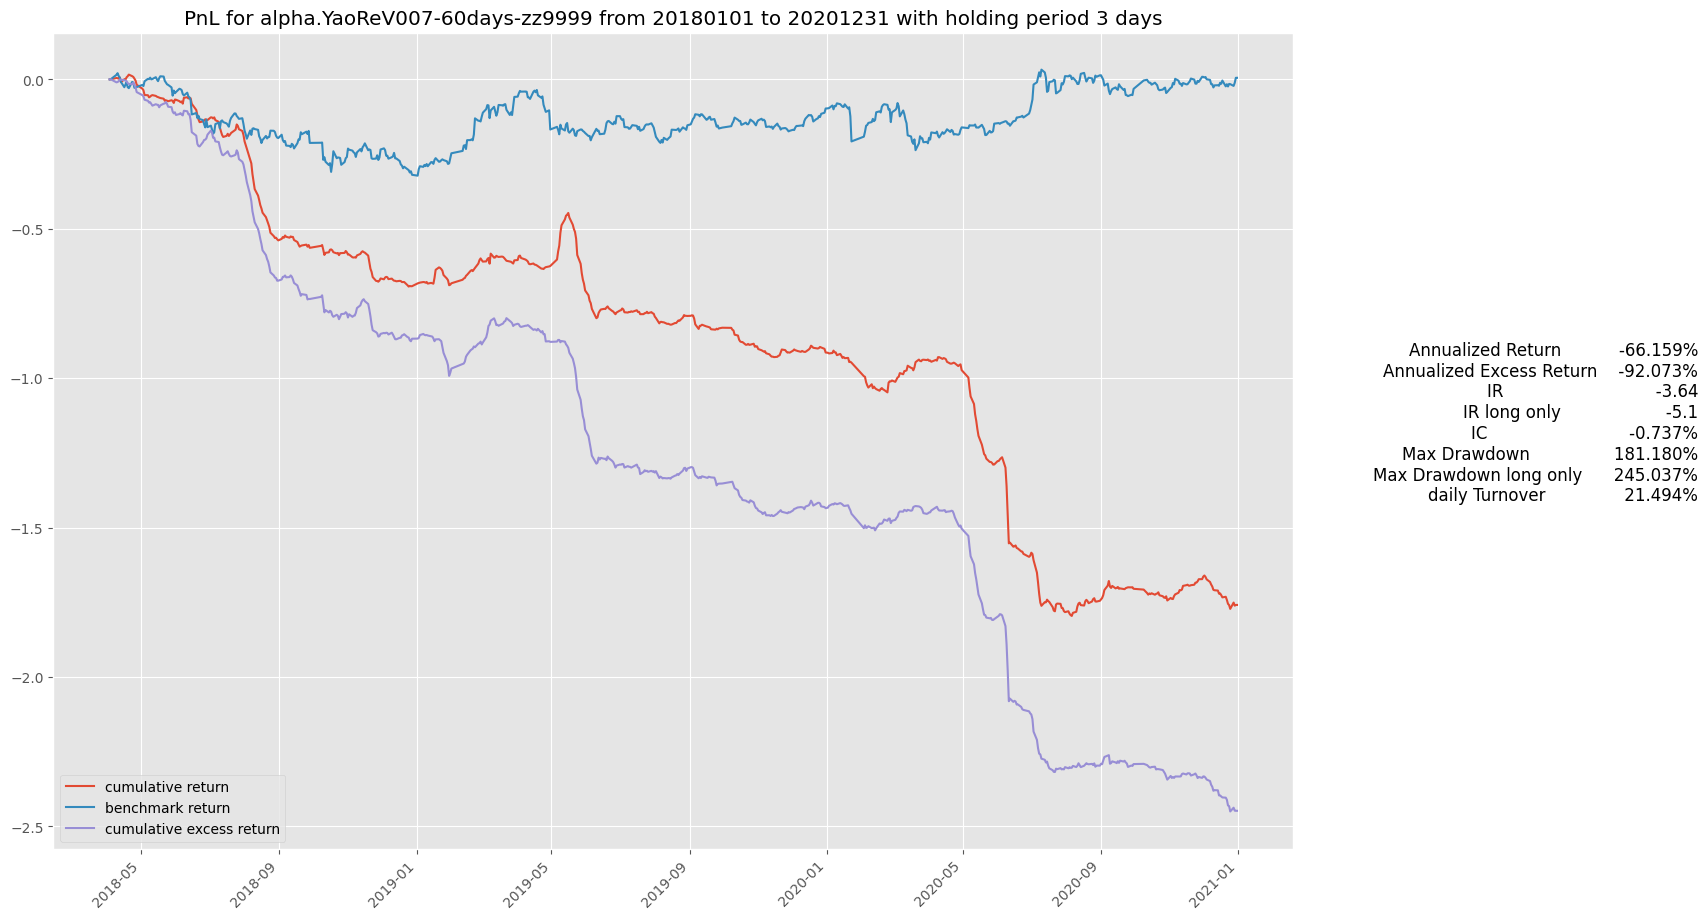 PnL for alpha.YaoReV007-60days-zz9999 from 20180101 to 20201231 with holding period 3 days
0.0
−0.5
−1.0
−1.5
−2.0
−2.5
cumulative return
benchmark return
cumulative excess return
2018-05
2018-09
2019-01
2019-05
2019-09
2020-01
2020-05
2020-09
2021-01
Annualized Return -66.159%
Annualized Excess Return -92.073%
IR -3.64
IR long only -5.1
IC -0.737%
Max Drawdown 181.180%
Max Drawdown long only 245.037%
daily Turnover 21.494%